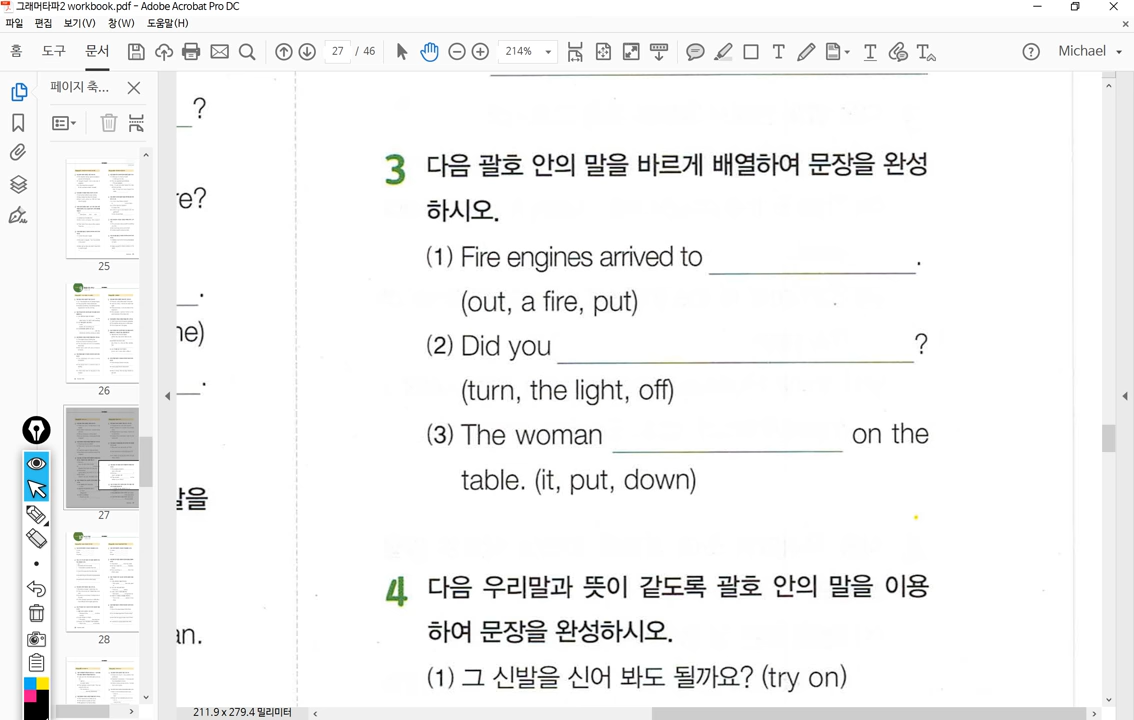 그래머타파2 workbook.pdf - Adobe Acrobat Pro DC
파일 편집 보기(V) 창(W) 도움말(H)
홈 도구 문서 27 / 46 214% Michael
페이지 축...
25
26
27
28
?
re?
.
ne)
.
말을
an.
3 다음 괄호 안의 말을 바르게 배열하여 문장을 완성
하시오.
(1) Fire engines arrived to ____________ .
(out, a fire, put)
(2) Did you ____________ ?
(turn, the light, off)
(3) The woman ____________ on the
table. (it, put, down)
4 다음 우리말과 뜻이 같도록 괄호 안의 말을 이용
하여 문장을 완성하시오.
(1) 그 신발을 신어 봐도 될까요? (try on)
211.9 x 279.4 밀리미터